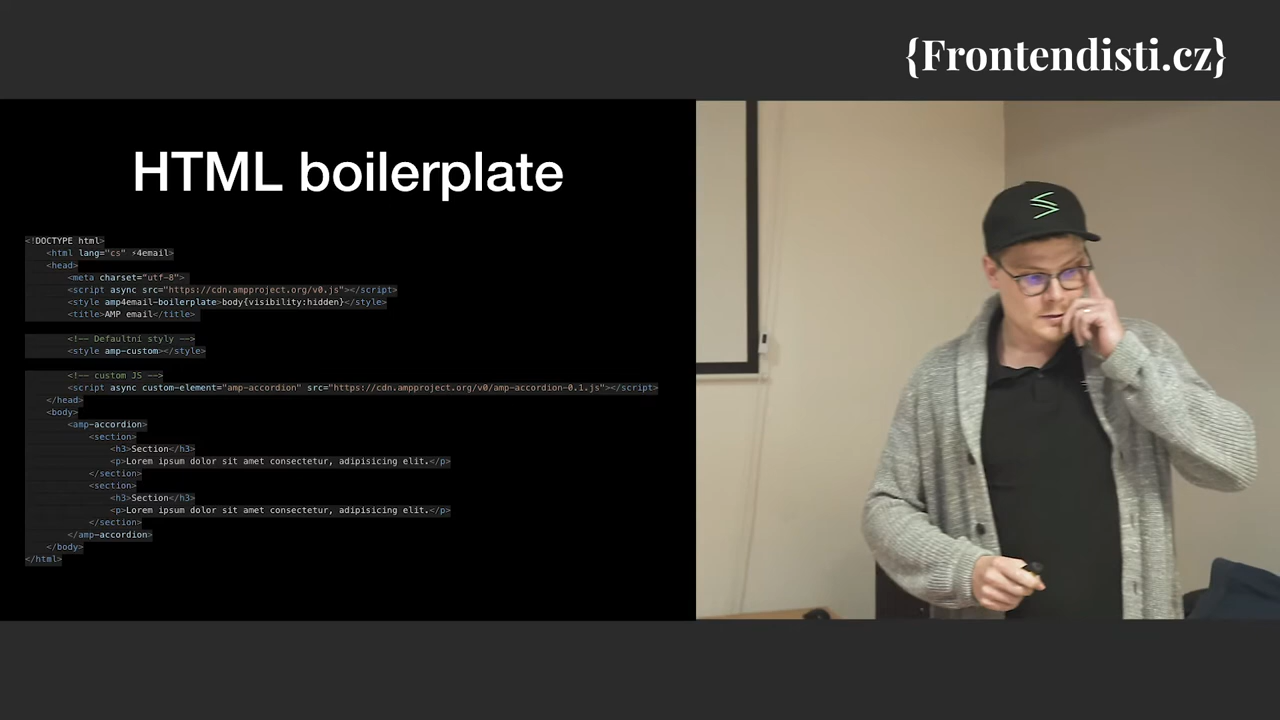 {Frontendisti.cz}
HTML boilerplate
<!DOCTYPE html>
<html lang="cs" ⚡4email>
<head>
<meta charset="utf-8">
<script async src="https://cdn.ampproject.org/v0.js"></script>
<style amp4email-boilerplate>body{visibility:hidden}</style>
<title>AMP email</title>
<!-- Defaultní styly -->
<style amp-custom></style>
<!-- custom JS -->
<script async custom-element="amp-accordion" src="https://cdn.ampproject.org/v0/amp-accordion-0.1.js"></script>
</head>
<body>
<amp-accordion>
<section>
<h3>Section</h3>
<p>Lorem ipsum dolor sit amet consectetur, adipisicing elit.</p>
</section>
<section>
<h3>Section</h3>
<p>Lorem ipsum dolor sit amet consectetur, adipisicing elit.</p>
</section>
</amp-accordion>
</body>
</html>